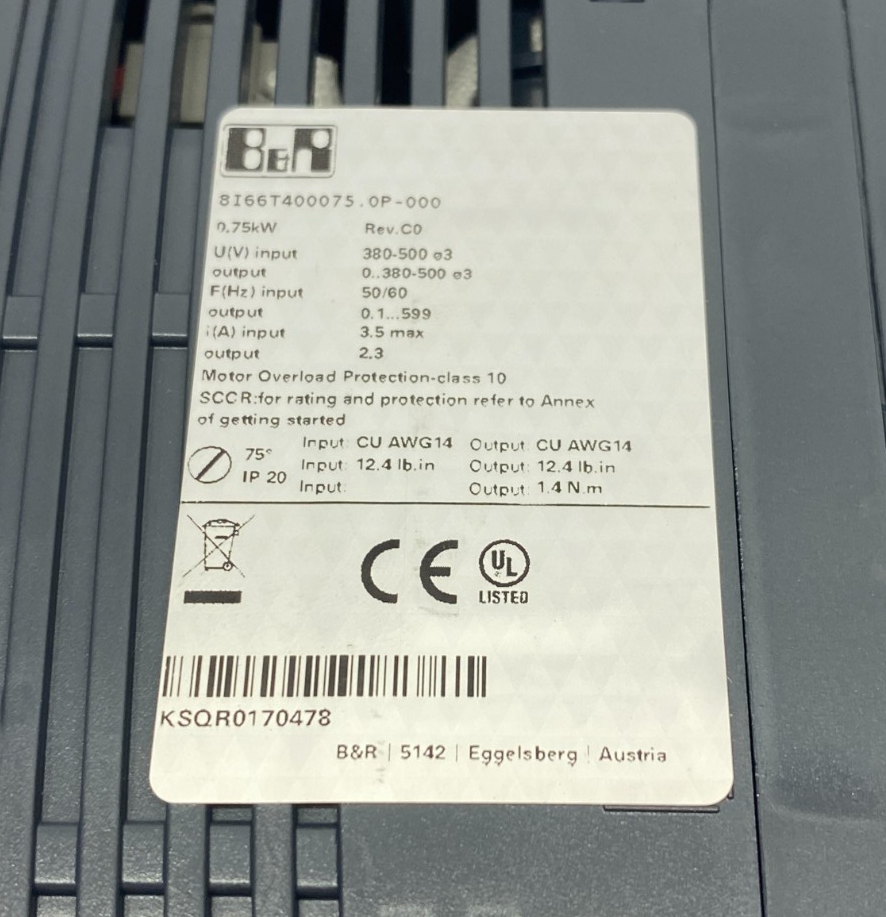 B&R
8I66T400075.0P-000
0,75kW Rev.C0
U(V) input 380-500 ø3
output 0..380-500 ø3
F(Hz) input 50/60
output 0.1...599
i(A) input 3.5 max
output 2.3
Motor Overload Protection-class 10
SCCR:for rating and protection refer to Annex
of getting started
75° Input: CU AWG14 Output: CU AWG14
IP 20 Input: 12.4 lb.in Output: 12.4 lb.in
Input: Output: 1.4 N.m
CE UL
LISTED
KSQR0170478
B&R | 5142 | Eggelsberg | Austria